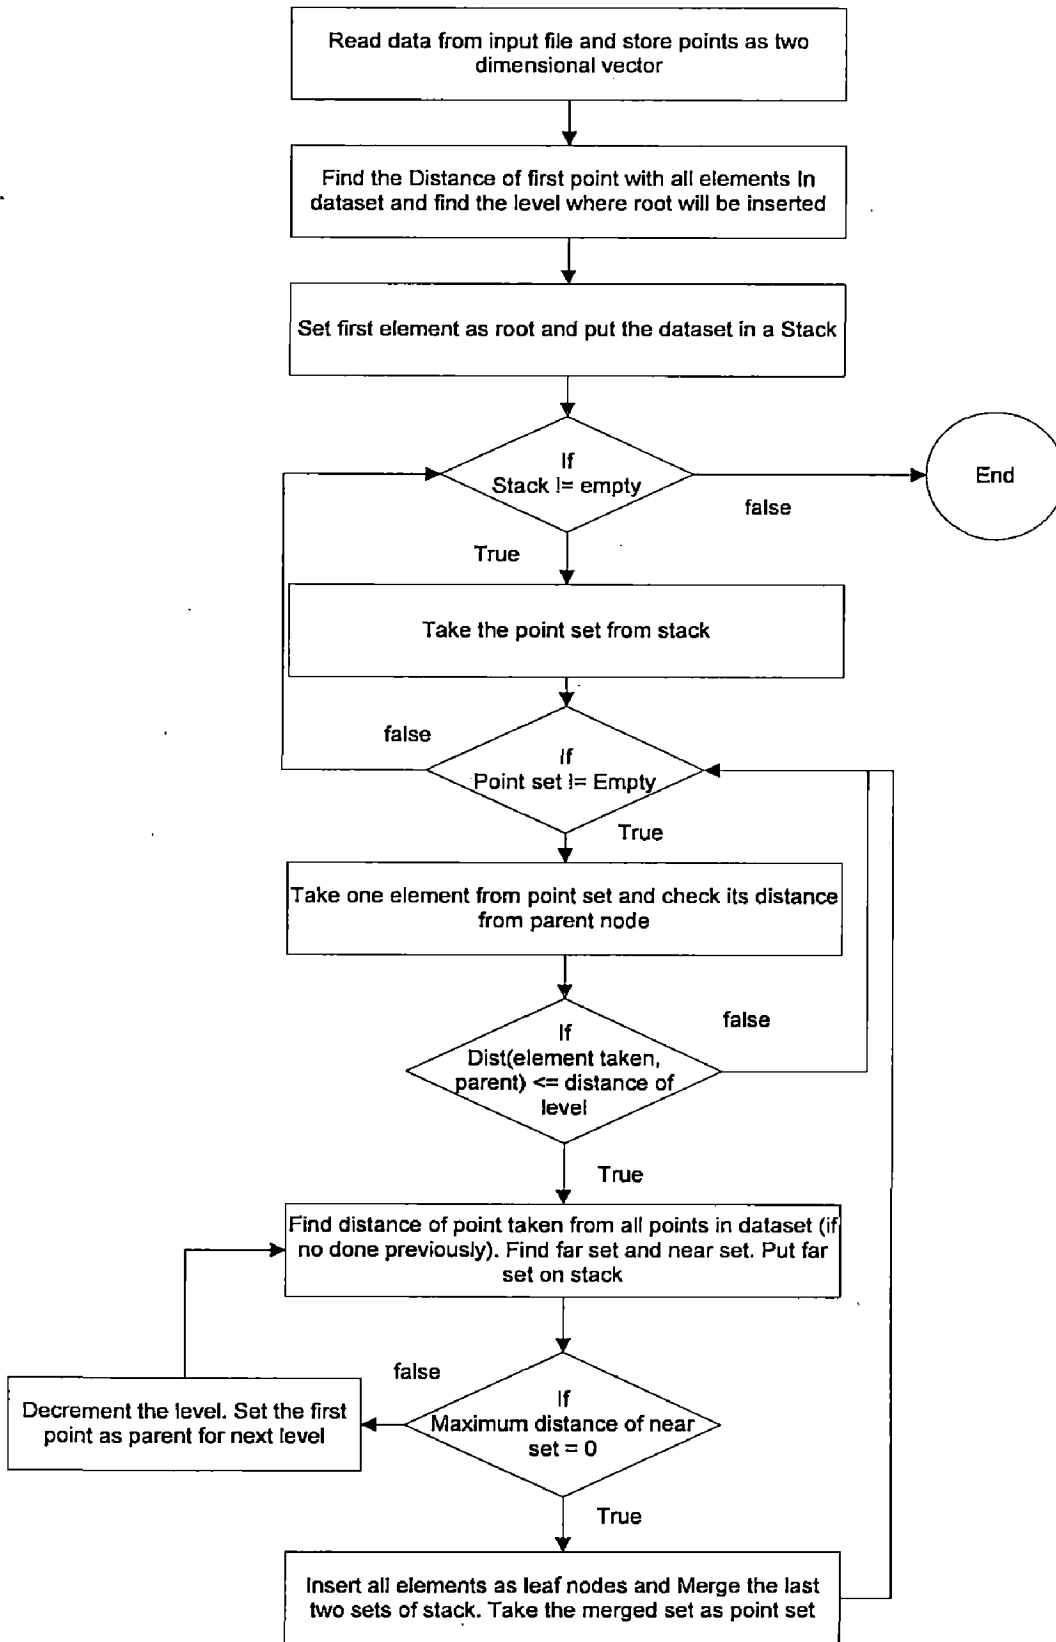 Read data from input file and store points as two
dimensional vector
Find the Distance of first point with all elements In
dataset and find the level where root will be inserted
Set first element as root and put the dataset in a Stack
If
Stack != empty
End
false
True
Take the point set from stack
false
If
Point set != Empty
True
Take one element from point set and check its distance
from parent node
false
If
Dist(element taken,
parent) <= distance of
level
True
Find distance of point taken from all points in dataset (if
no done previously). Find far set and near set. Put far
set on stack
false
Decrement the level. Set the first
point as parent for next level
If
Maximum distance of near
set = 0
True
Insert all elements as leaf nodes and Merge the last
two sets of stack. Take the merged set as point set